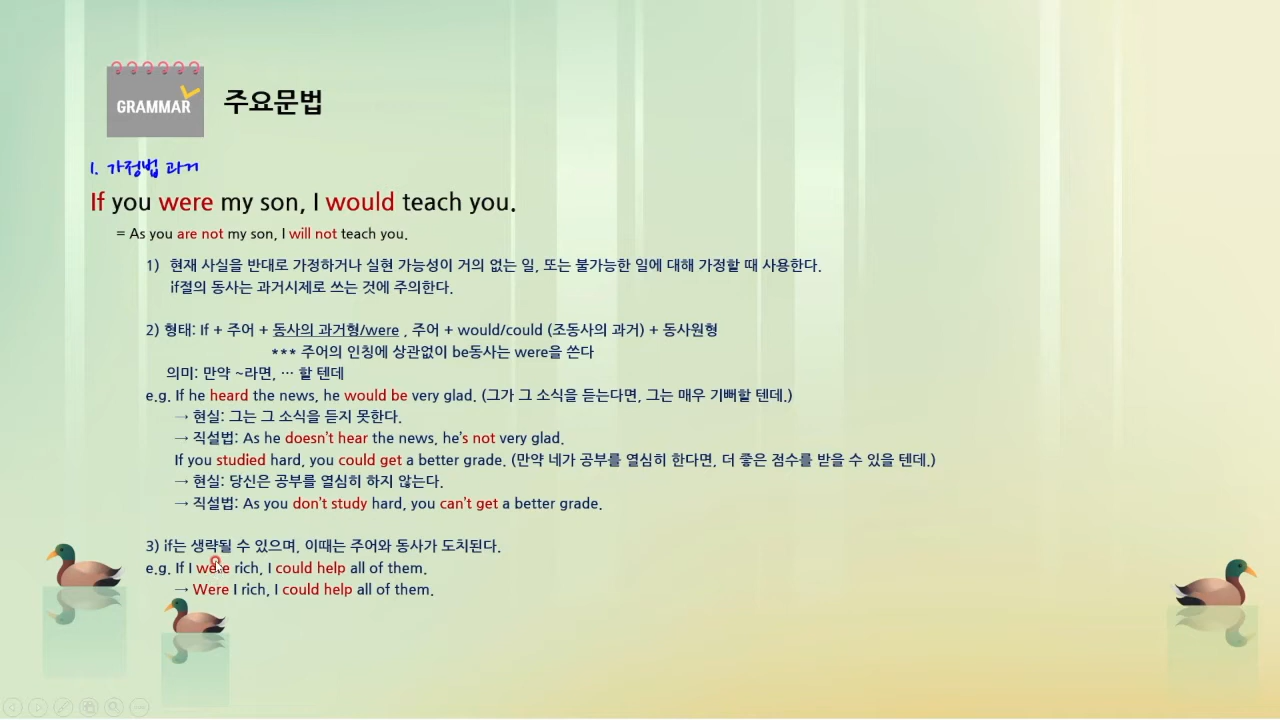 GRAMMAR
주요문법
I. 가정법 과거
If you were my son, I would teach you.
= As you are not my son, I will not teach you.
1) 현재 사실을 반대로 가정하거나 실현 가능성이 거의 없는 일, 또는 불가능한 일에 대해 가정할 때 사용한다.
if절의 동사는 과거시제로 쓰는 것에 주의한다.
2) 형태: If + 주어 + 동사의 과거형/were , 주어 + would/could (조동사의 과거) + 동사원형
*** 주어의 인칭에 상관없이 be동사는 were을 쓴다
의미: 만약 ~라면, … 할 텐데
e.g. If he heard the news, he would be very glad. (그가 그 소식을 듣는다면, 그는 매우 기뻐할 텐데.)
→ 현실: 그는 그 소식을 듣지 못한다.
→ 직설법: As he doesn't hear the news, he's not very glad.
If you studied hard, you could get a better grade. (만약 네가 공부를 열심히 한다면, 더 좋은 점수를 받을 수 있을 텐데.)
→ 현실: 당신은 공부를 열심히 하지 않는다.
→ 직설법: As you don't study hard, you can't get a better grade.
3) if는 생략될 수 있으며, 이때는 주어와 동사가 도치된다.
e.g. If I were rich, I could help all of them.
→ Were I rich, I could help all of them.